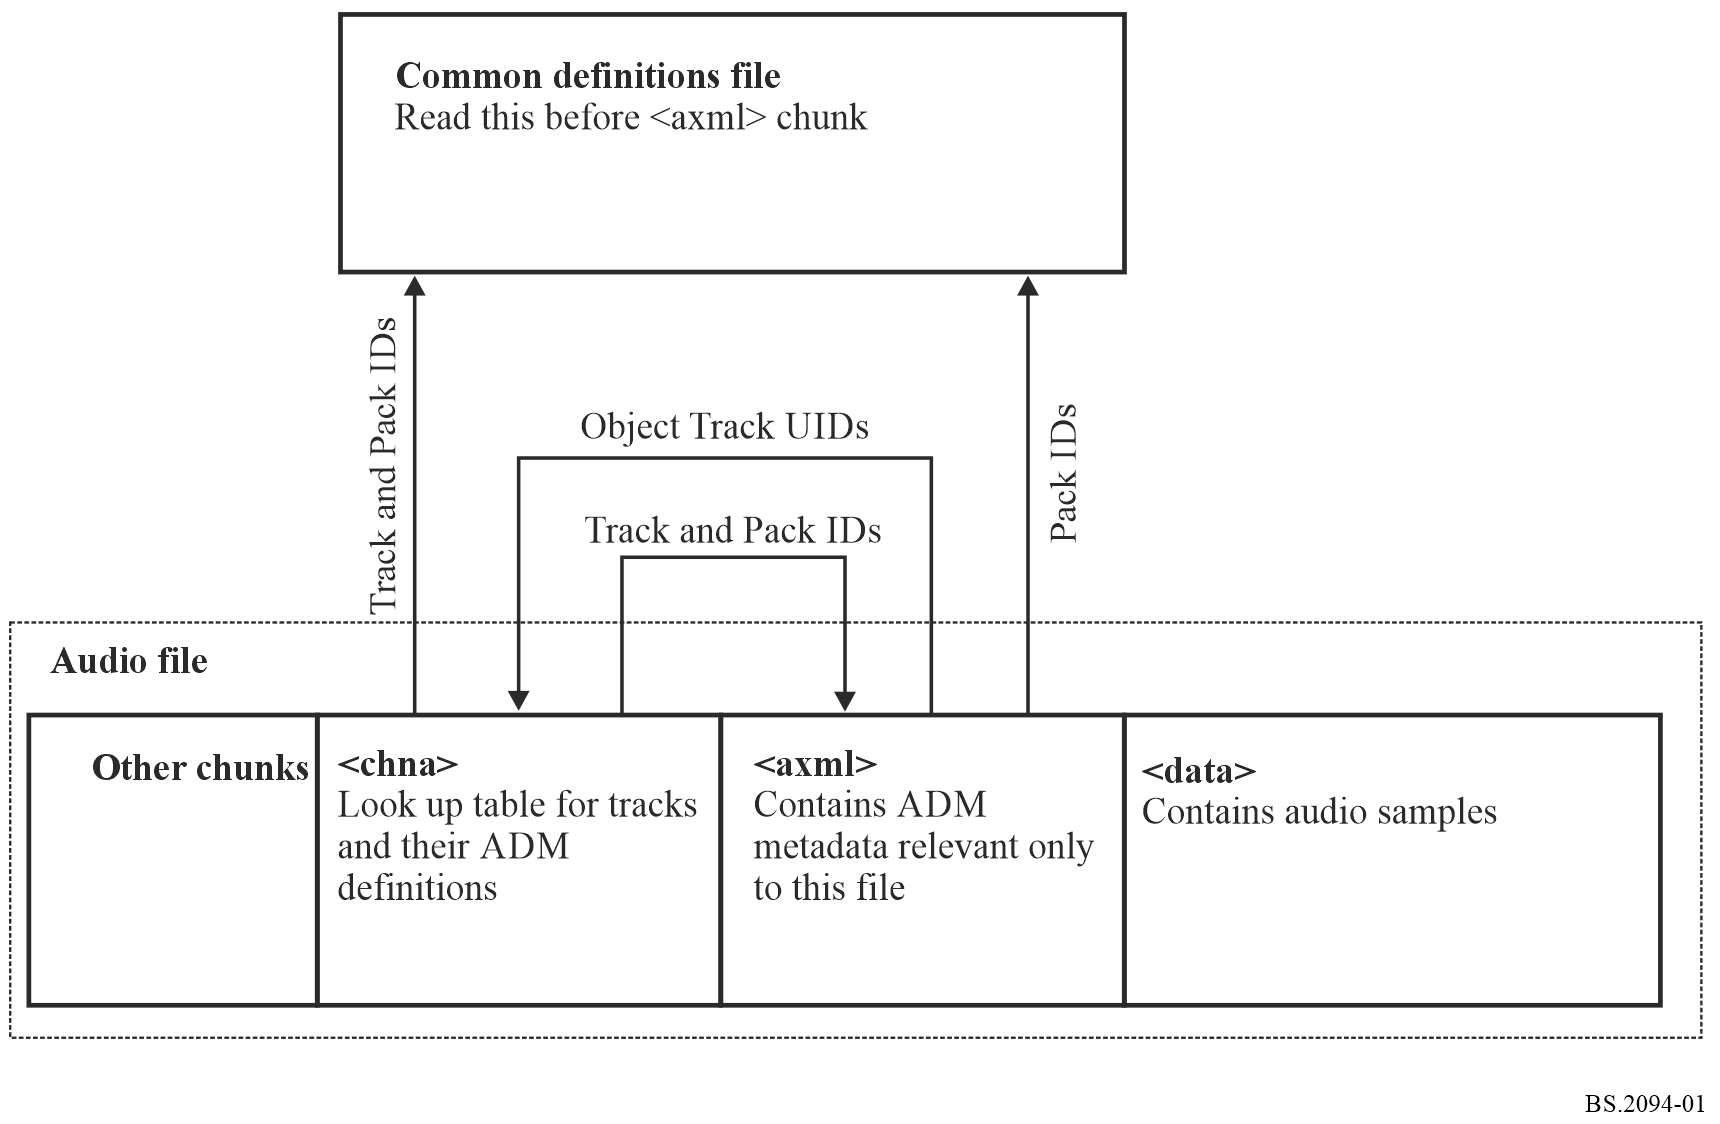 Common definitions file
Read this before <axml> chunk
Track and Pack IDs
Object Track UIDs
Track and Pack IDs
Pack IDs
Audio file
Other chunks
<chna>
Look up table for tracks
and their ADM
definitions
<axml>
Contains ADM
metadata relevant only
to this file
<data>
Contains audio samples
BS.2094-01